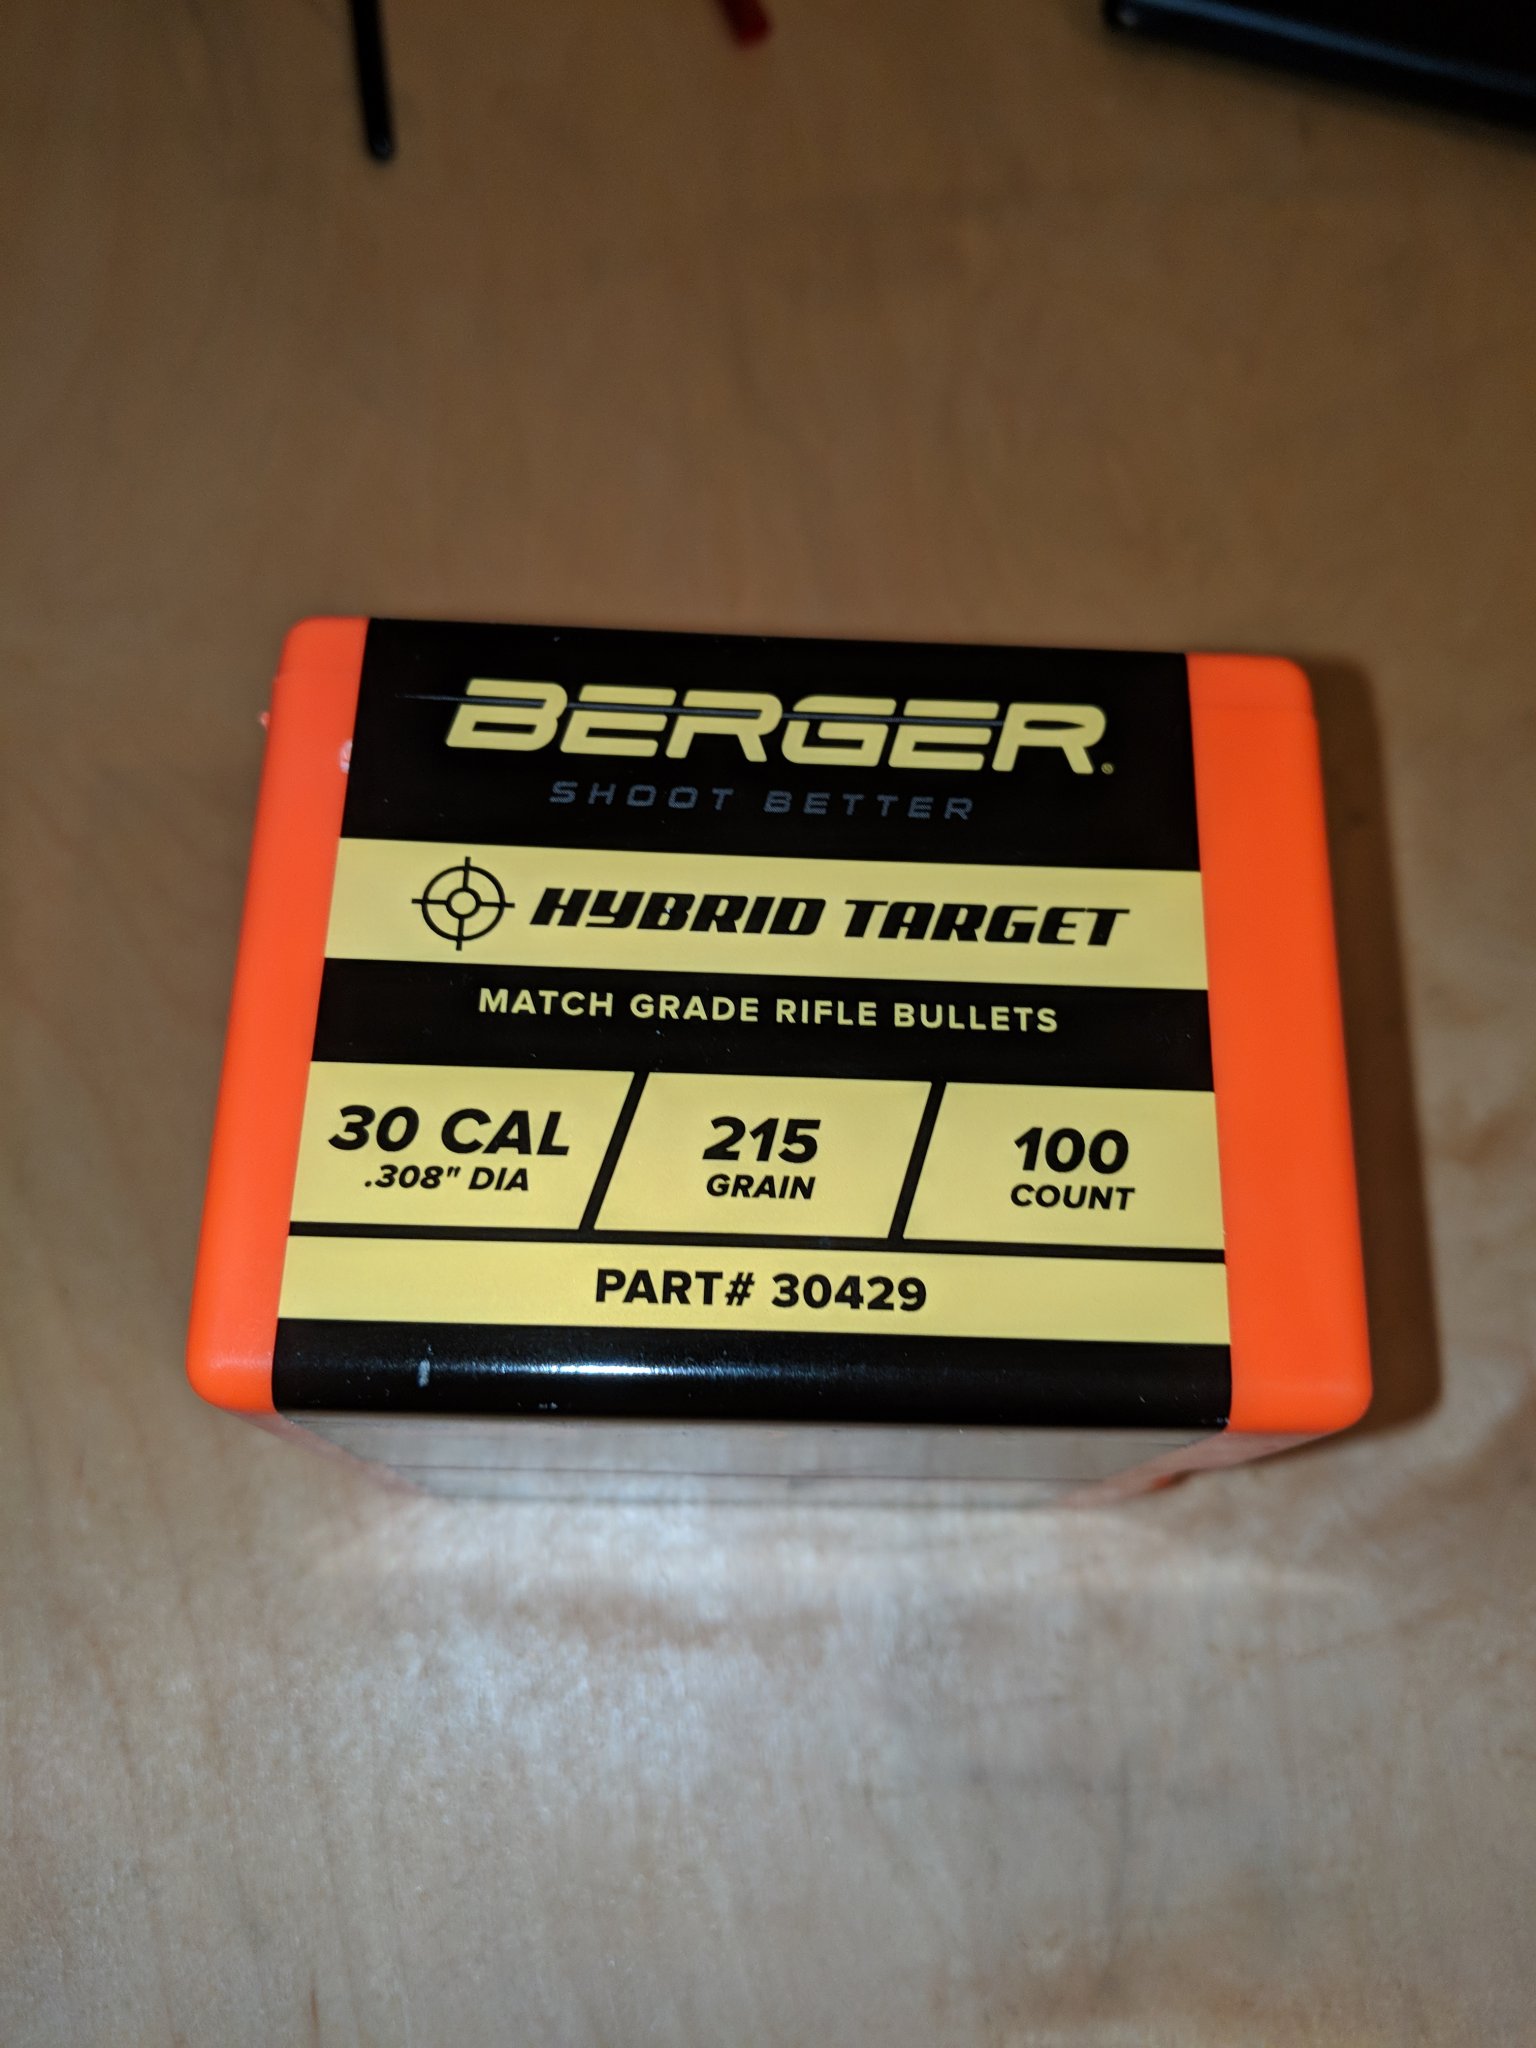 BERGER®
SHOOT BETTER
HYBRID TARGET
MATCH GRADE RIFLE BULLETS
30 CAL
.308" DIA
215
GRAIN
100
COUNT
PART# 30429